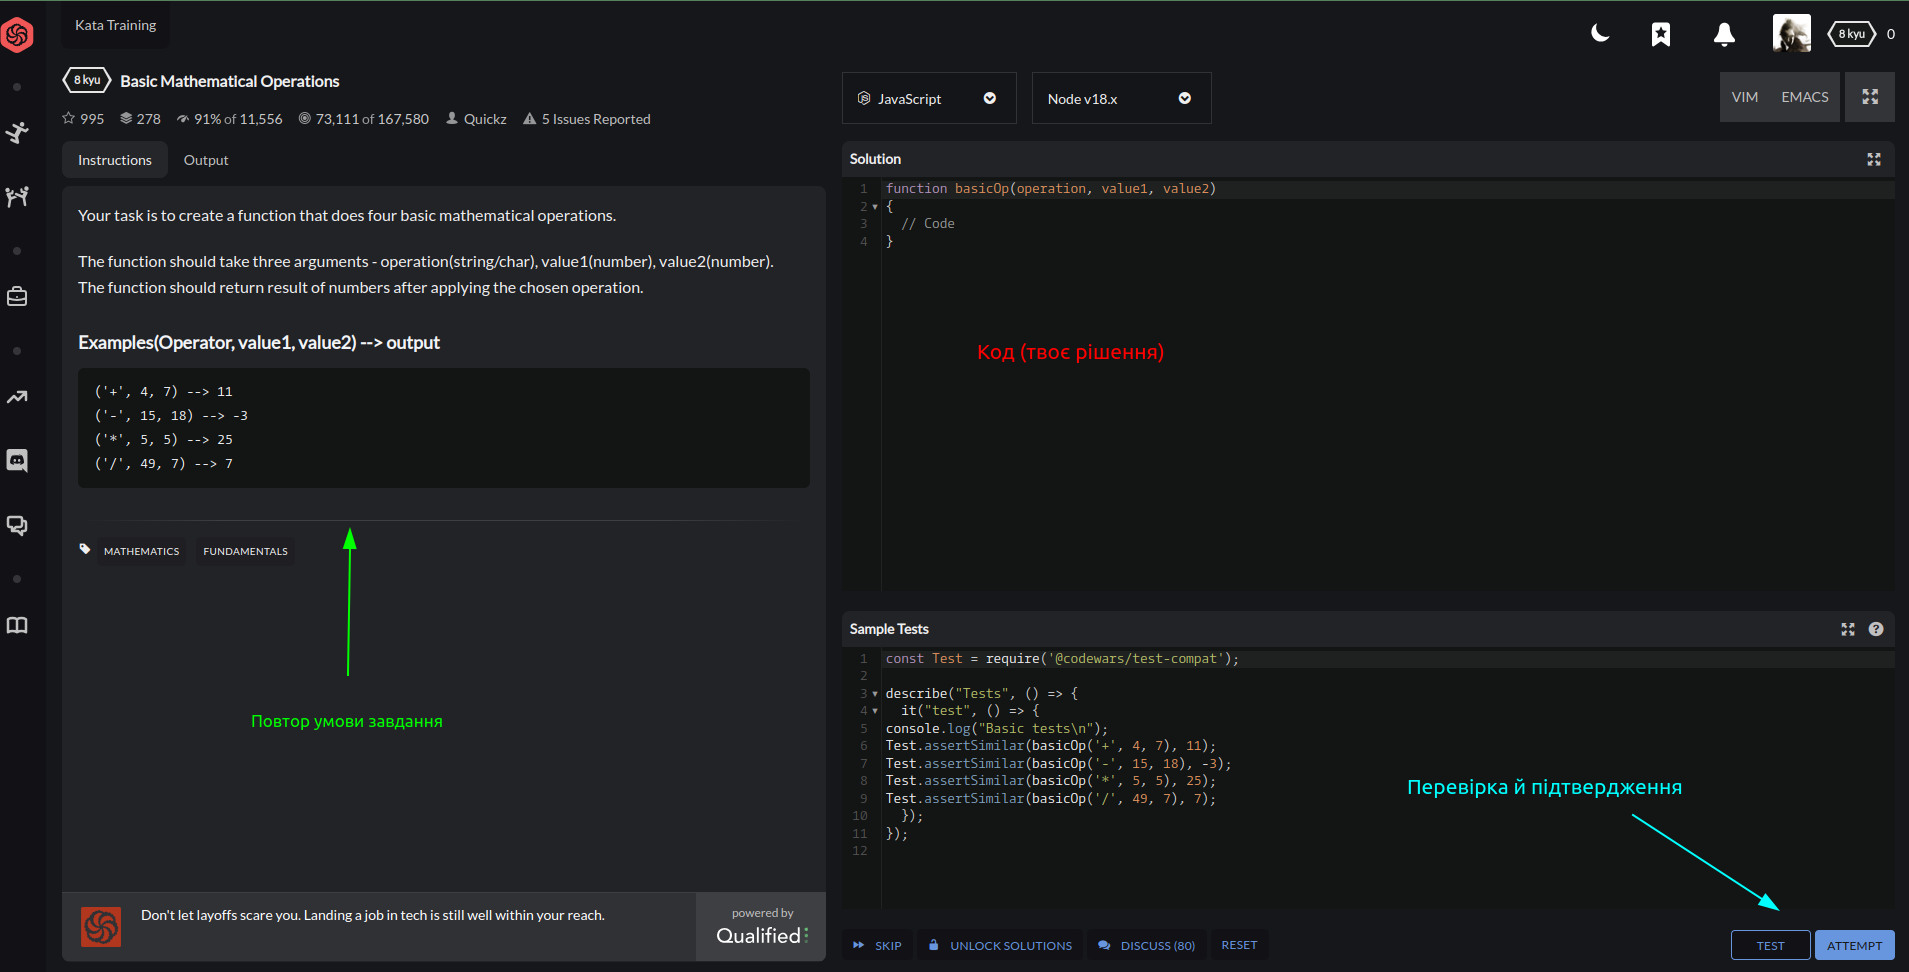 Kata Training
8 kyu 0
8 kyu Basic Mathematical Operations
995 278 91% of 11,556 73,111 of 167,580 Quickz 5 Issues Reported
Instructions Output
Your task is to create a function that does four basic mathematical operations.
The function should take three arguments - operation(string/char), value1(number), value2(number).
The function should return result of numbers after applying the chosen operation.
Examples(Operator, value1, value2) --> output
('+', 4, 7) --> 11
('-', 15, 18) --> -3
('*', 5, 5) --> 25
('/', 49, 7) --> 7
MATHEMATICS FUNDAMENTALS
Повтор умови завдання
Don't let layoffs scare you. Landing a job in tech is still well within your reach.
powered by
Qualified
JavaScript Node v18.x VIM EMACS
Solution
1 function basicOp(operation, value1, value2)
2 {
3 // Code
4 }
Код (твоє рішення)
Sample Tests
1 const Test = require('@codewars/test-compat');
2
3 describe("Tests", () => {
4 it("test", () => {
5 console.log("Basic tests\n");
6 Test.assertSimilar(basicOp('+', 4, 7), 11);
7 Test.assertSimilar(basicOp('-', 15, 18), -3);
8 Test.assertSimilar(basicOp('*', 5, 5), 25);
9 Test.assertSimilar(basicOp('/', 49, 7), 7);
10 });
11 });
12
Перевірка й підтвердження
SKIP UNLOCK SOLUTIONS DISCUSS (80) RESET TEST ATTEMPT